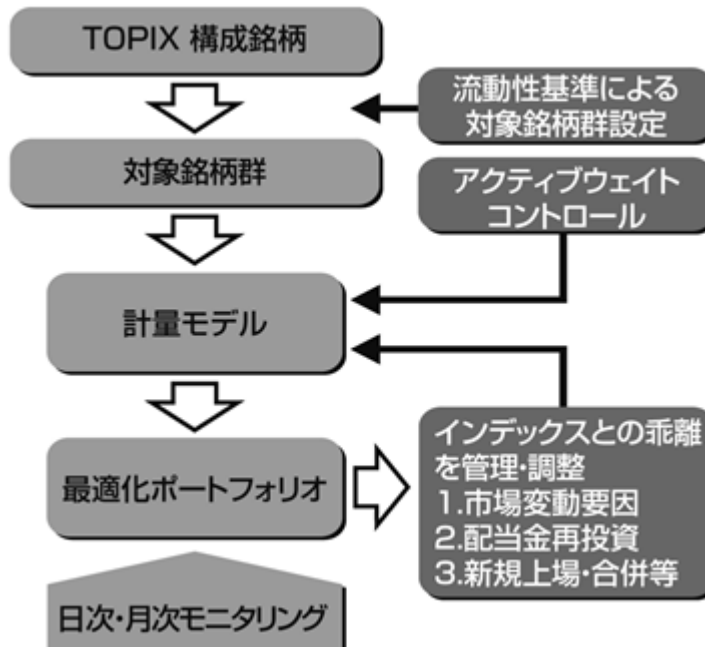 TOPIX 構成銘柄
流動性基準による
対象銘柄群設定
対象銘柄群
アクティブウェイト
コントロール
計量モデル
最適化ポートフォリオ
インデックスとの乖離
を管理・調整
1.市場変動要因
2.配当金再投資
3.新規上場・合併等
日次・月次モニタリング